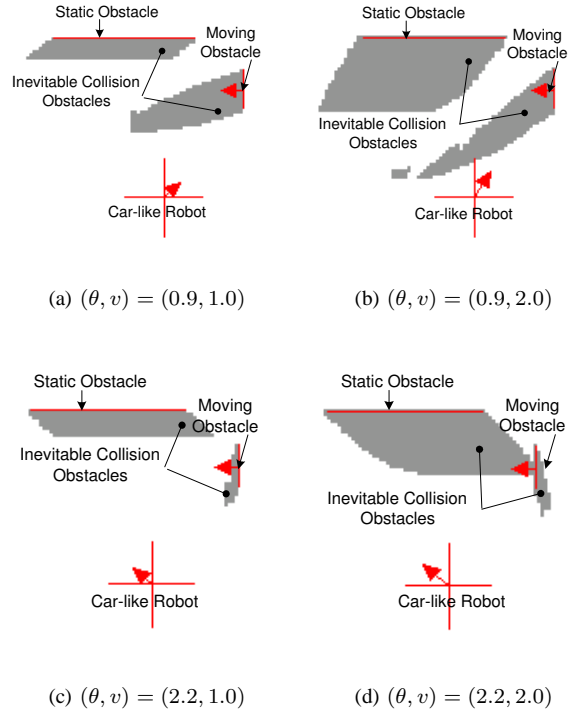 Static Obstacle
Moving
Obstacle
Inevitable Collision
Obstacles
Car-like Robot
(a) (θ, v) = (0.9, 1.0)
Static Obstacle
Moving
Obstacle
Inevitable Collision
Obstacles
Car-like Robot
(b) (θ, v) = (0.9, 2.0)
Static Obstacle
Moving
Obstacle
Inevitable Collision
Obstacles
Car-like Robot
(c) (θ, v) = (2.2, 1.0)
Static Obstacle
Moving
Obstacle
Inevitable Collision
Obstacles
Car-like Robot
(d) (θ, v) = (2.2, 2.0)